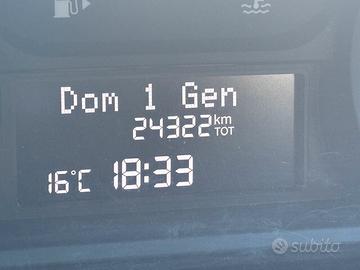 Dom 1 Gen
24322 km TOT
16°C 18:33
subito